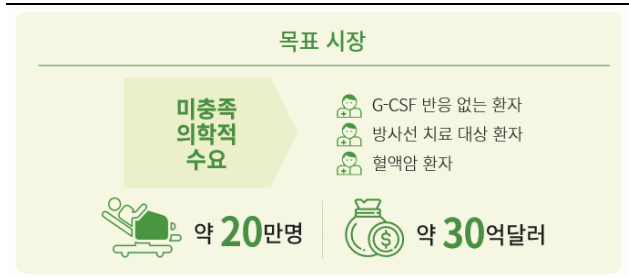 목표 시장
미충족
의학적
수요
G-CSF 반응 없는 환자
방사선 치료 대상 환자
혈액암 환자
약 20만명
약 30억달러